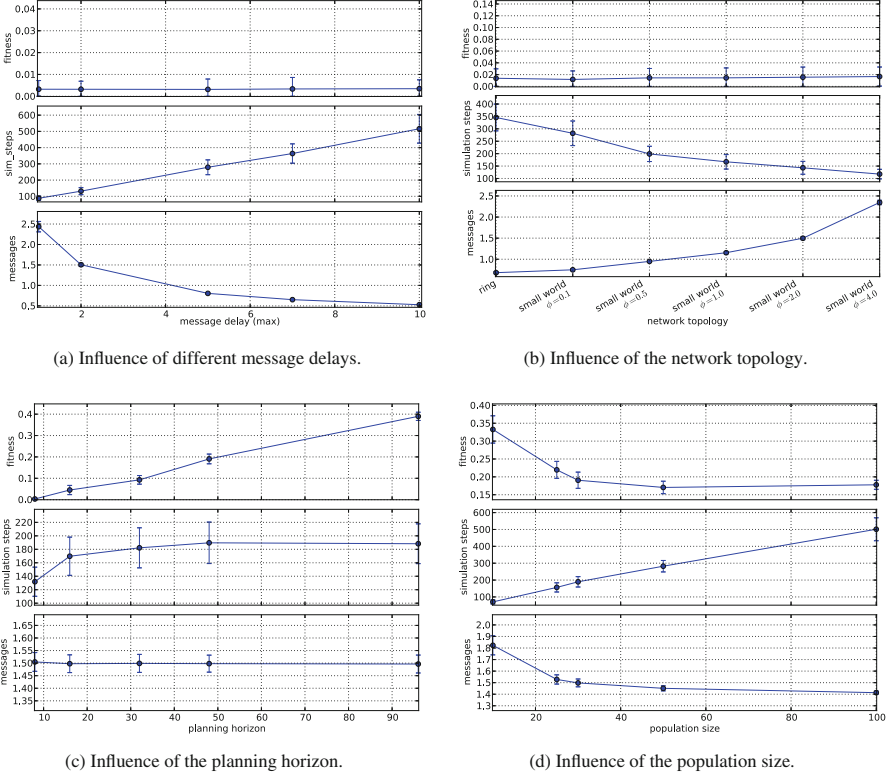 0.04
0.03
0.02
0.01
0.00
fitness
600
500
400
300
200
100
sim_steps
2.5
2.0
1.5
1.0
0.5
messages
2 4 6 8 10
message delay (max)
(a) Influence of different message delays.
0.14
0.12
0.10
0.08
0.06
0.04
0.02
0.00
fitness
400
350
300
250
200
150
100
simulation steps
2.5
2.0
1.5
1.0
messages
ring
small world
ϕ=0.1
small world
ϕ=0.5
small world
ϕ=1.0
small world
ϕ=2.0
small world
ϕ=4.0
network topology
(b) Influence of the network topology.
0 10 20 30 40 50 60 70 80 90
0.4
0.3
0.2
0.1
0.0
fitness
220
200
180
160
140
120
100
simulation steps
1.65
1.60
1.55
1.50
1.45
1.40
1.35
messages
10 20 30 40 50 60 70 80 90
planning horizon
(c) Influence of the planning horizon.
0.40
0.35
0.30
0.25
0.20
0.15
fitness
600
500
400
300
200
100
simulation steps
2.0
1.9
1.8
1.7
1.6
1.5
1.4
1.3
messages
20 40 60 80 100
population size
(d) Influence of the population size.